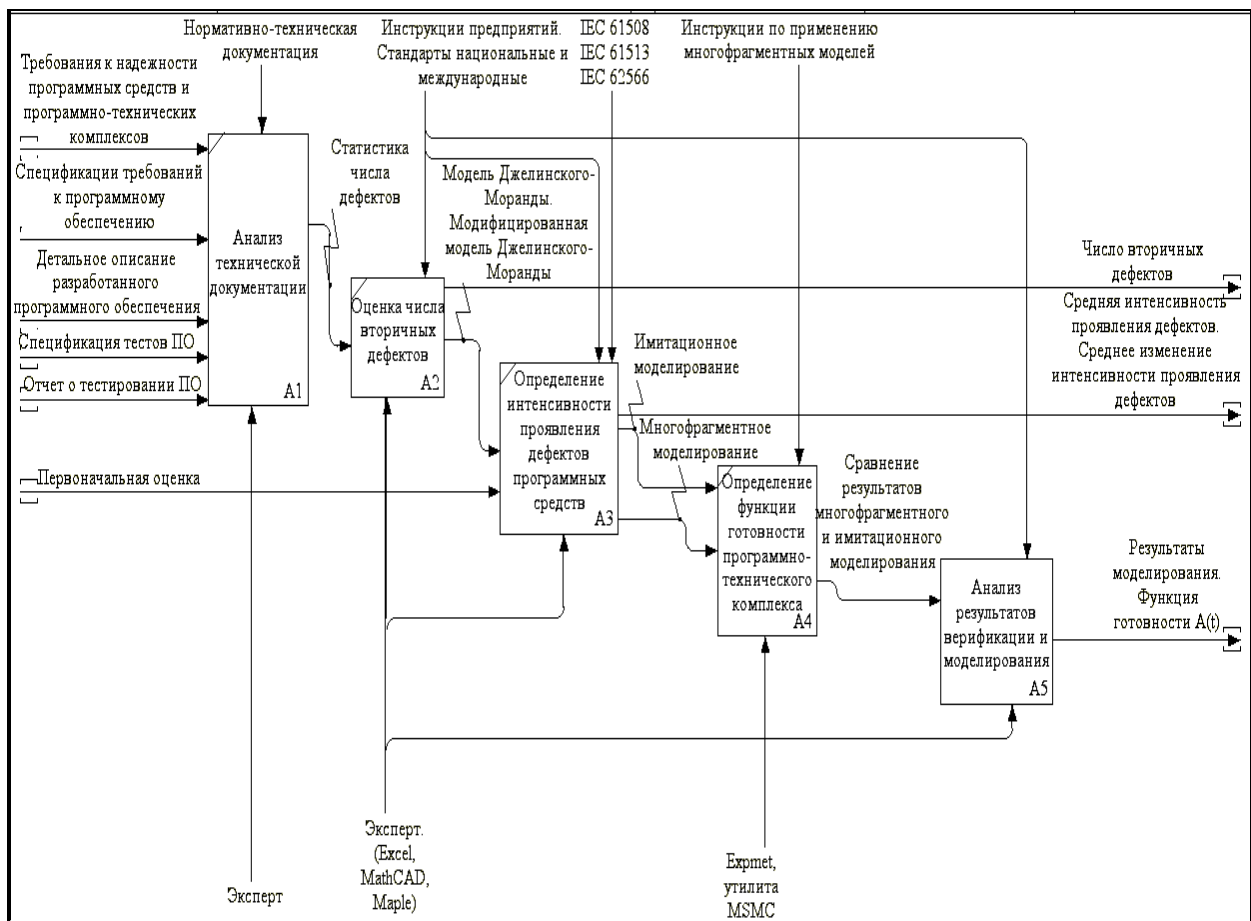 Нормативно-техническая
документация
Инструкции предприятий.
Стандарты национальные и
международные
IEC 61508
IEC 61513
IEC 62566
Инструкции по применению
многофрагментных моделей
Требования к надежности
программных средств и
программно-технических
комплексов
Спецификации требований
к программному
обеспечению
Детальное описание
разработанного
программного обеспечения
Спецификация тестов ПО
Отчет о тестировании ПО
Первоначальная оценка
Анализ
технической
документации
A1
Статистика
числа
дефектов
Оценка числа
вторичных
дефектов
A2
Модель Джелинского-
Моранды.
Модифицированная
модель Джелинского-
Моранды
Определение
интенсивности
проявления
дефектов
программных
средств
A3
Имитационное
моделирование
Многофрагментное
моделирование
Определение
функции
готовности
программно-
технического
комплекса
A4
Сравнение
результатов
многофрагментного
и имитационного
моделирования
Анализ
результатов
верификации и
моделирования
A5
Число вторичных
дефектов
Средняя интенсивность
проявления дефектов.
Среднее изменение
интенсивности проявления
дефектов
Результаты
моделирования.
Функция
готовности A(t)
Эксперт
Эксперт.
(Excel,
MathCAD,
Maple)
Expmet,
утилита
MSMC